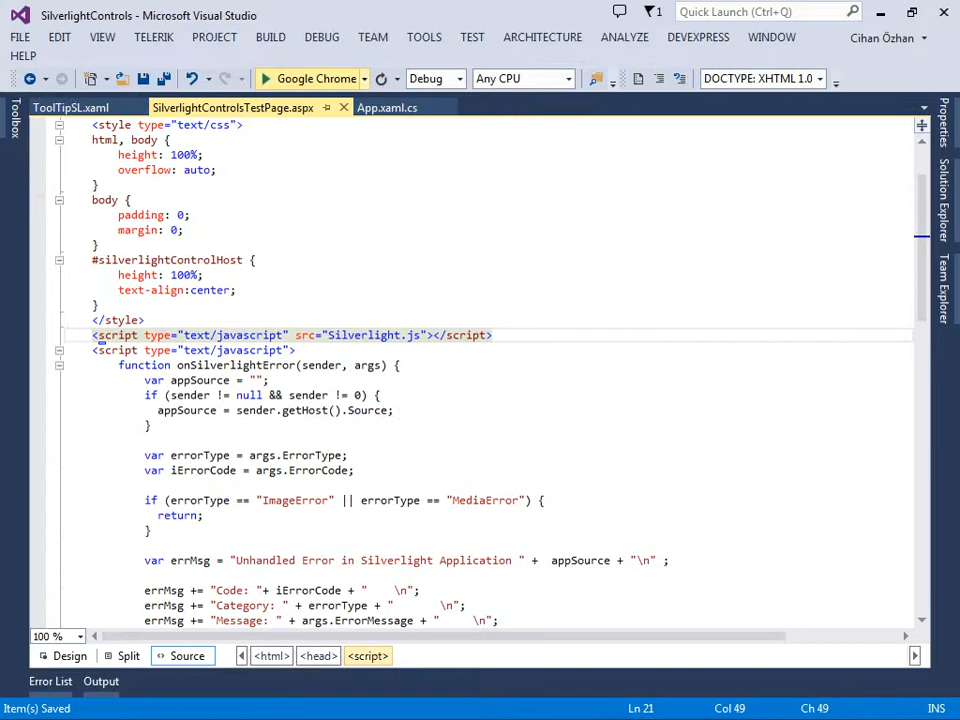 SilverlightControls - Microsoft Visual Studio
1
Quick Launch (Ctrl+Q)
FILE EDIT VIEW TELERIK PROJECT BUILD DEBUG TEAM TOOLS TEST ARCHITECTURE ANALYZE DEVEXPRESS WINDOW Cihan Özhan
HELP
Google Chrome Debug Any CPU DOCTYPE: XHTML 1.0
ToolTipSL.xaml SilverlightControlsTestPage.aspx App.xaml.cs
Toolbox
Properties
Solution Explorer
Team Explorer
<style type="text/css">
html, body {
height: 100%;
overflow: auto;
}
body {
padding: 0;
margin: 0;
}
#silverlightControlHost {
height: 100%;
text-align:center;
}
</style>
<script type="text/javascript" src="Silverlight.js"></script>
<script type="text/javascript">
function onSilverlightError(sender, args) {
var appSource = "";
if (sender != null && sender != 0) {
appSource = sender.getHost().Source;
}
var errorType = args.ErrorType;
var iErrorCode = args.ErrorCode;
if (errorType == "ImageError" || errorType == "MediaError") {
return;
}
var errMsg = "Unhandled Error in Silverlight Application " + appSource + "\n" ;
errMsg += "Code: "+ iErrorCode + " \n";
errMsg += "Category: " + errorType + " \n";
errMsg += "Message: " + args.ErrorMessage + " \n";
100 %
Design Split Source <html> <head> <script>
Error List Output
Item(s) Saved Ln 21 Col 49 Ch 49 INS